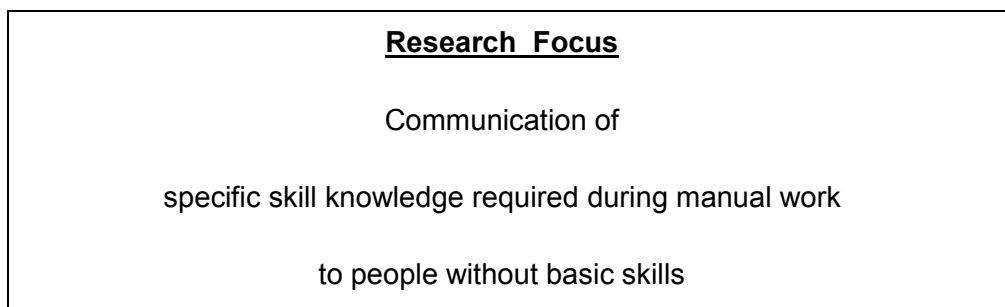 Research Focus
Communication of
specific skill knowledge required during manual work
to people without basic skills